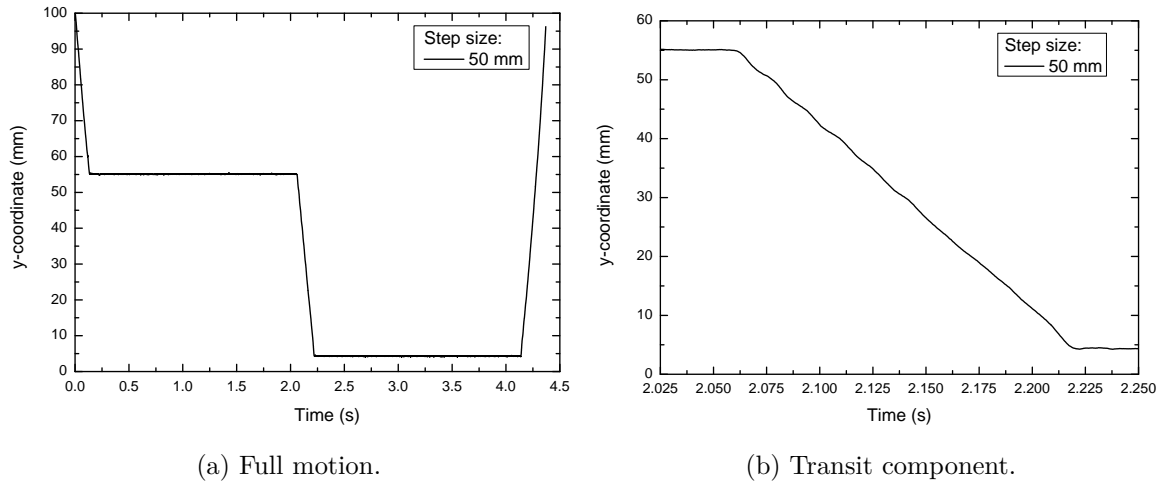 100
90
80
70
60
50
40
30
20
10
0
y-coordinate (mm)
0.0 0.5 1.0 1.5 2.0 2.5 3.0 3.5 4.0 4.5
Time (s)
Step size:
50 mm
(a) Full motion.
60
50
40
30
20
10
0
y-coordinate (mm)
2.025 2.050 2.075 2.100 2.125 2.150 2.175 2.200 2.225 2.250
Time (s)
Step size:
50 mm
(b) Transit component.